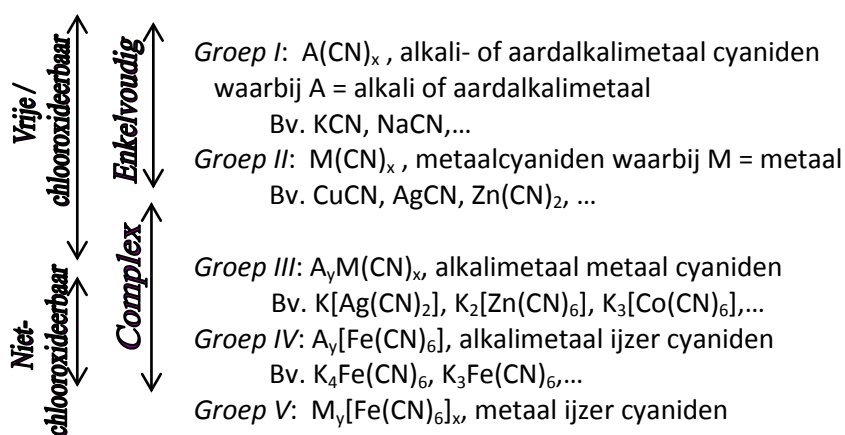 Vrije /
chlooroxideerbaar
Niet-
chlooroxideerbaar
Enkelvoudig
Complex
Groep I: A(CN)ₓ , alkali- of aardalkalimetaal cyaniden
waarbij A = alkali of aardalkalimetaal
Bv. KCN, NaCN,…
Groep II: M(CN)ₓ , metaalcyaniden waarbij M = metaal
Bv. CuCN, AgCN, Zn(CN)₂, …
Groep III: AᵧM(CN)ₓ, alkalimetaal metaal cyaniden
Bv. K[Ag(CN)₂], K₂[Zn(CN)₆], K₃[Co(CN)₆],…
Groep IV: Aᵧ[Fe(CN)₆], alkalimetaal ijzer cyaniden
Bv. K₄Fe(CN)₆, K₃Fe(CN)₆,…
Groep V: Mᵧ[Fe(CN)₆]ₓ, metaal ijzer cyaniden